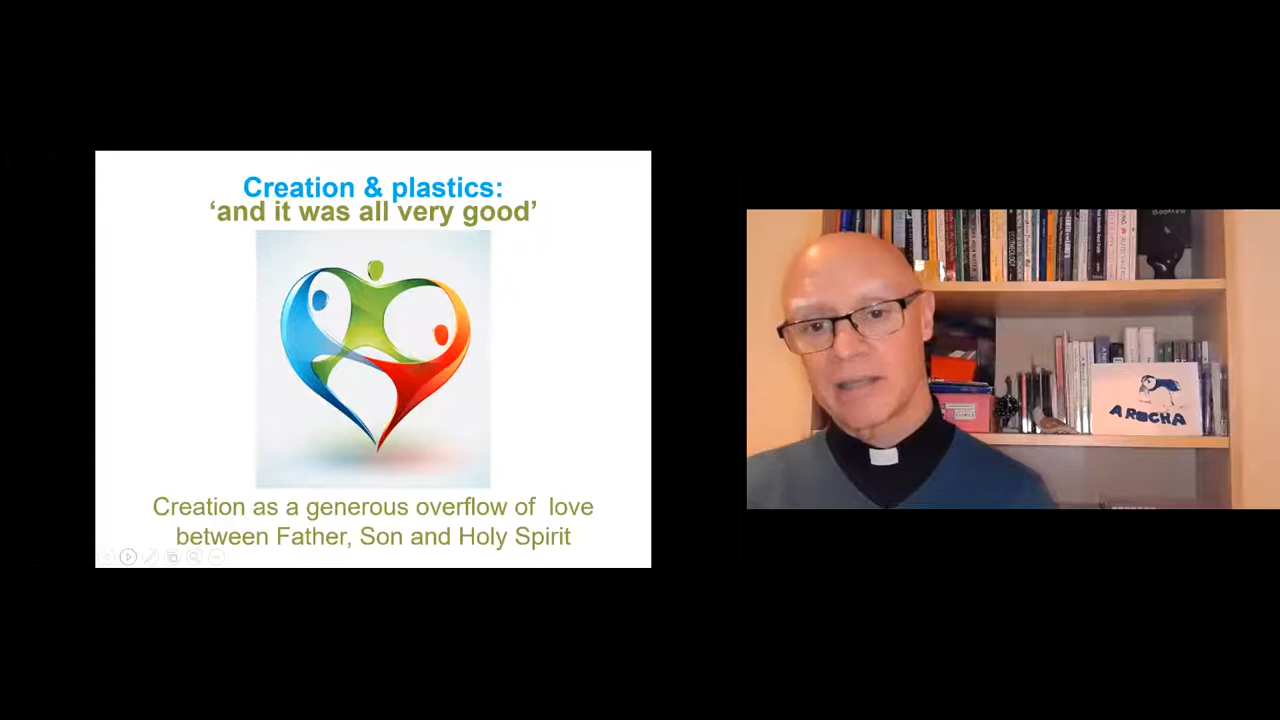 Creation & plastics:
‘and it was all very good’
Creation as a generous overflow of  love
between Father, Son and Holy Spirit
A ROCHA